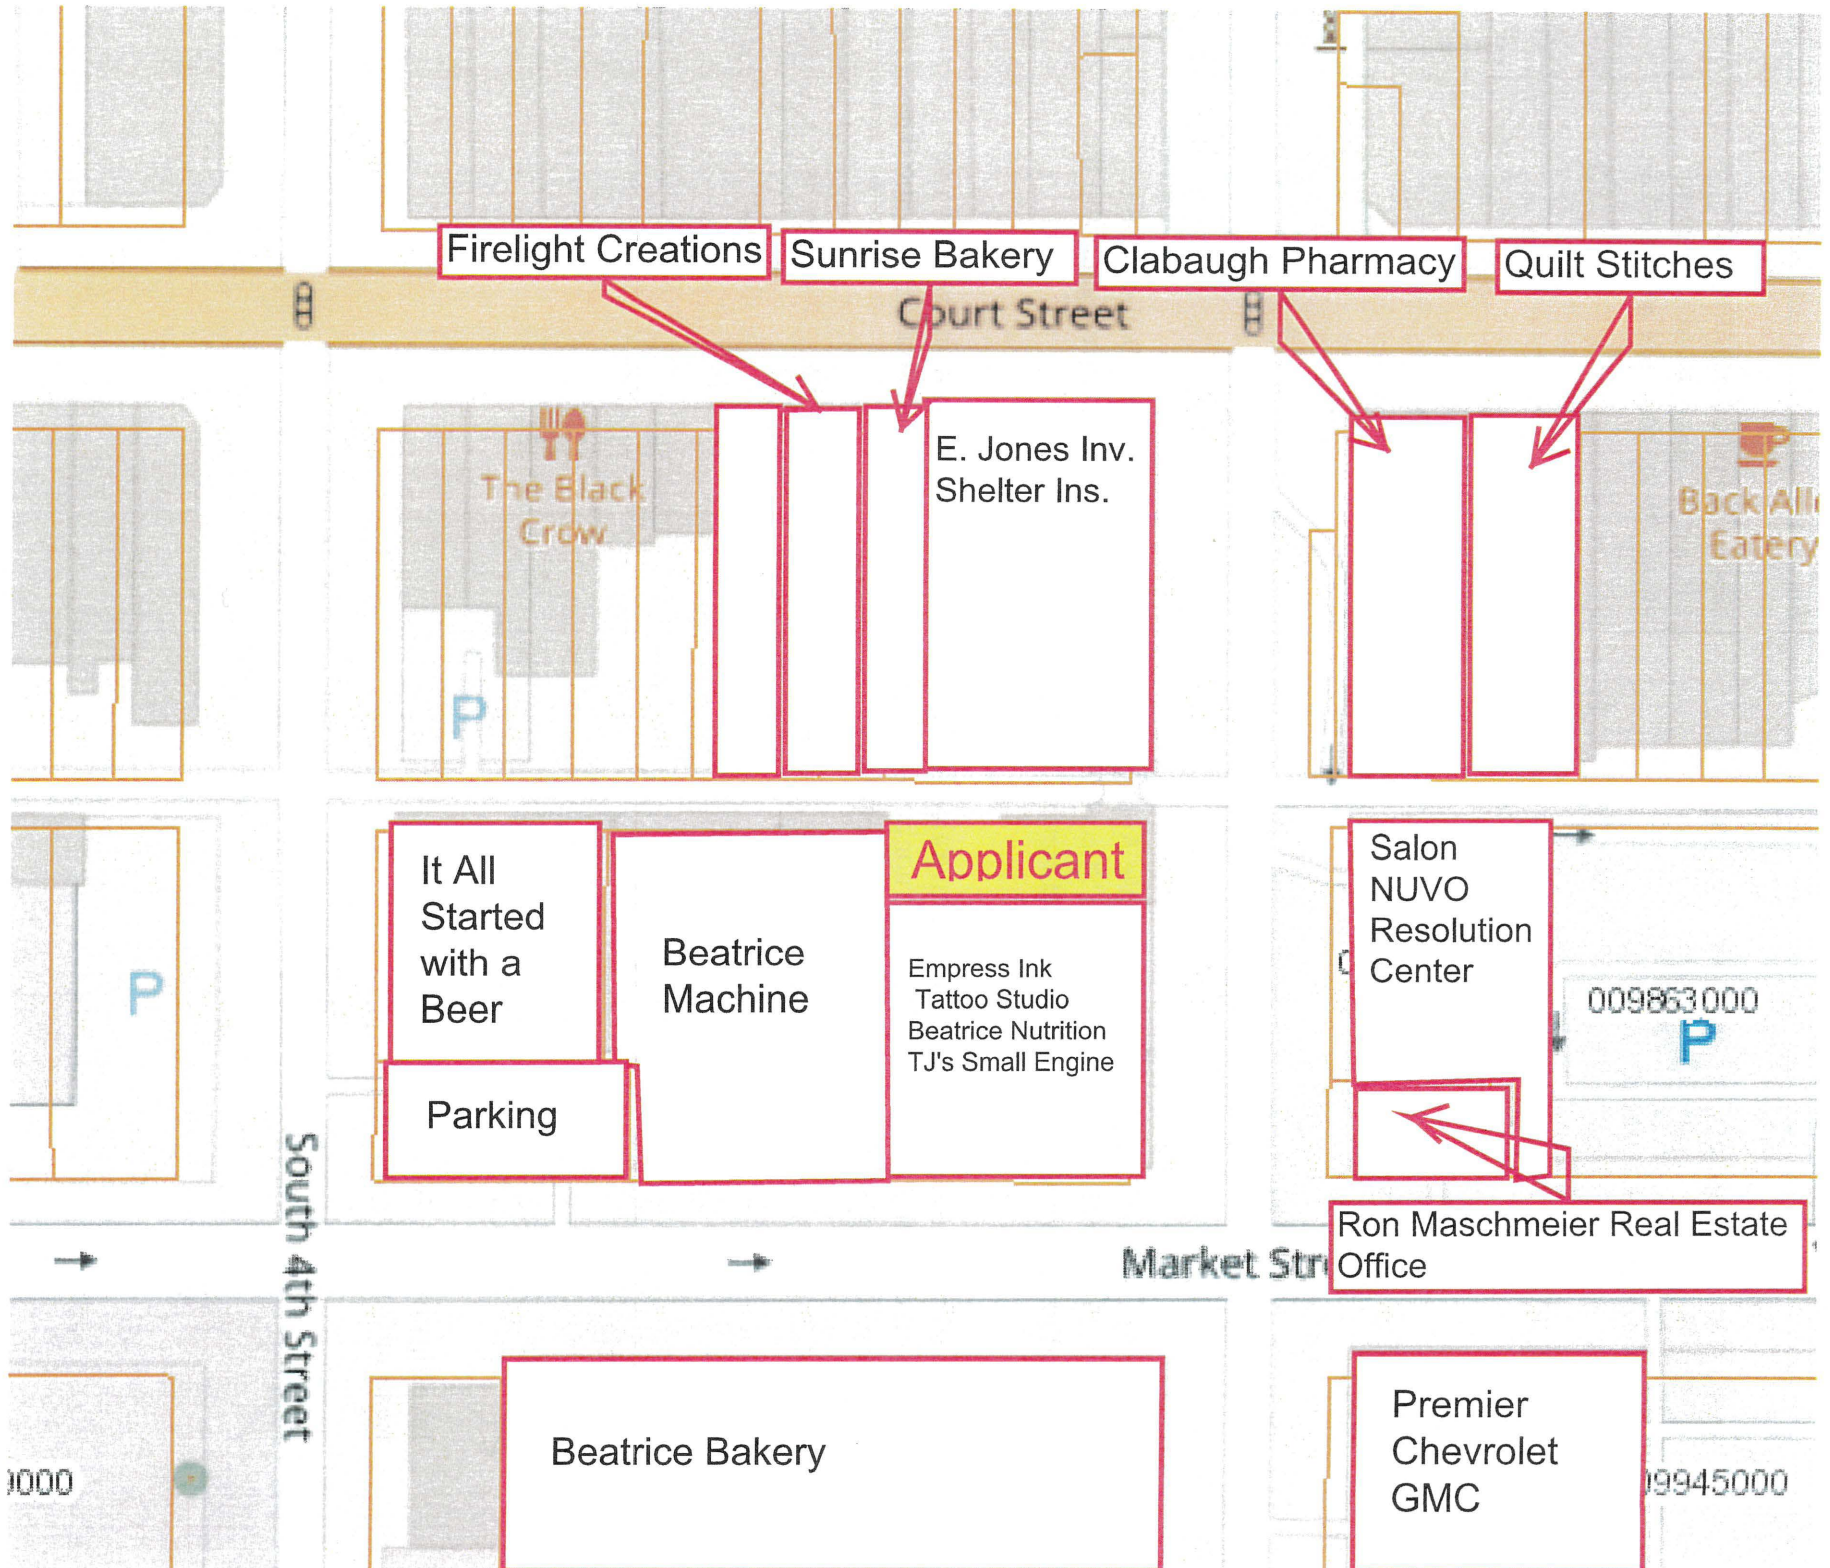 Firelight Creations
Sunrise Bakery
Clabaugh Pharmacy
Quilt Stitches
Court Street
The Black
Crow
E. Jones Inv.
Shelter Ins.
Back
Eatery
P
It All
Started
with a
Beer
Beatrice
Machine
Applicant
Empress Ink
Tattoo Studio
Beatrice Nutrition
TJ's Small Engine
Salon
NUVO
Resolution
Center
P
009863000
P
Parking
South 4th Street
Market
Ron Maschmeier Real Estate
Office
Beatrice Bakery
Premier
Chevrolet
GMC